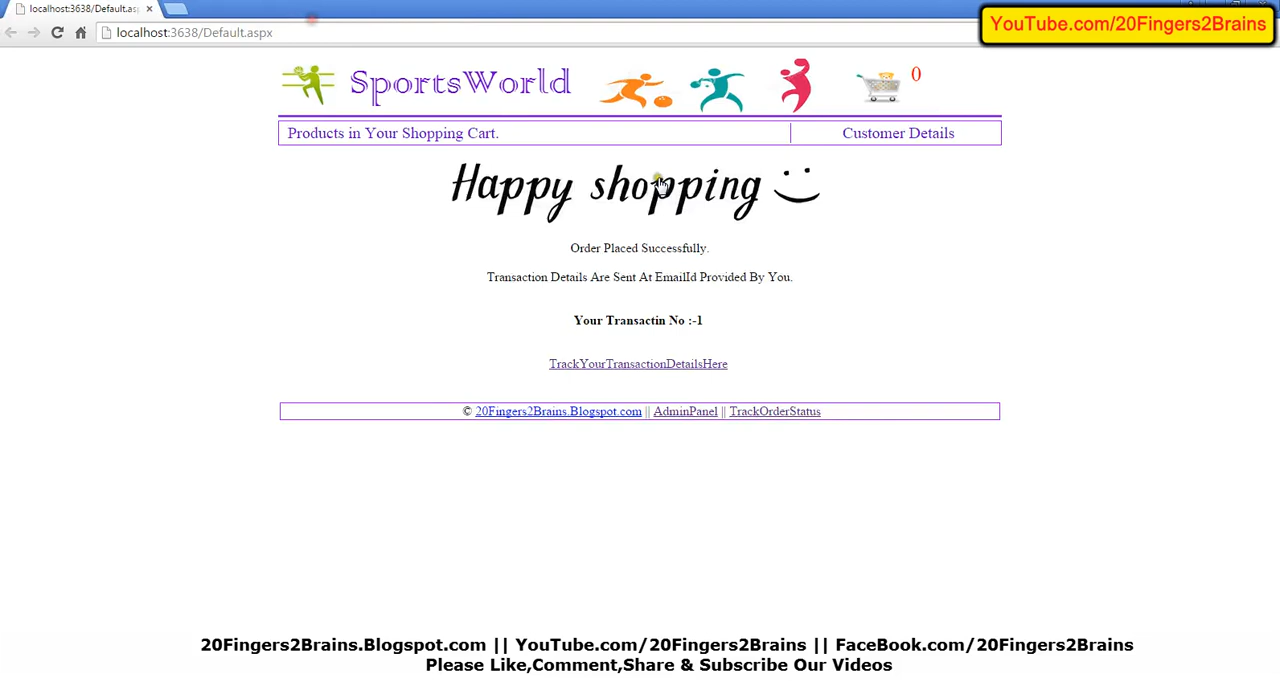 localhost:3638/Default.asp
localhost:3638/Default.aspx
YouTube.com/20Fingers2Brains
SportsWorld
0
Products in Your Shopping Cart.
Customer Details
Happy shopping
Order Placed Successfully.
Transaction Details Are Sent At EmailId Provided By You.
Your Transactin No :-1
TrackYourTransactionDetailsHere
© 20Fingers2Brains.Blogspot.com || AdminPanel || TrackOrderStatus
20Fingers2Brains.Blogspot.com || YouTube.com/20Fingers2Brains || FaceBook.com/20Fingers2Brains
Please Like,Comment,Share & Subscribe Our Videos